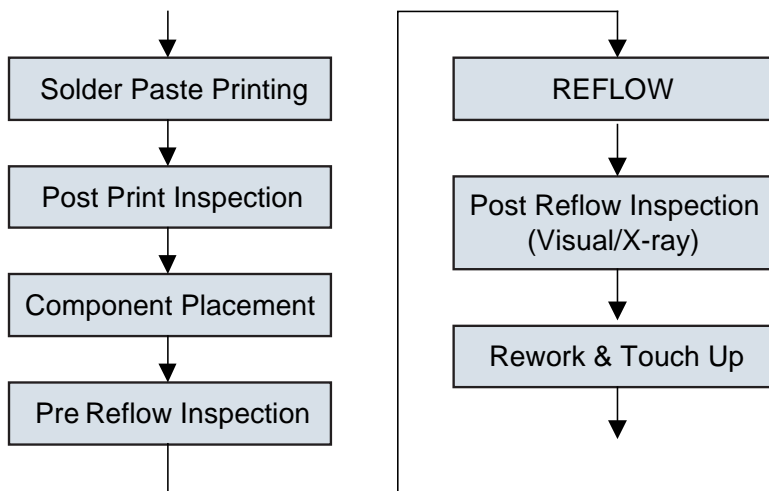 Solder Paste Printing
Post Print Inspection
Component Placement
Pre Reflow Inspection
REFLOW
Post Reflow Inspection
(Visual/X-ray)
Rework & Touch Up